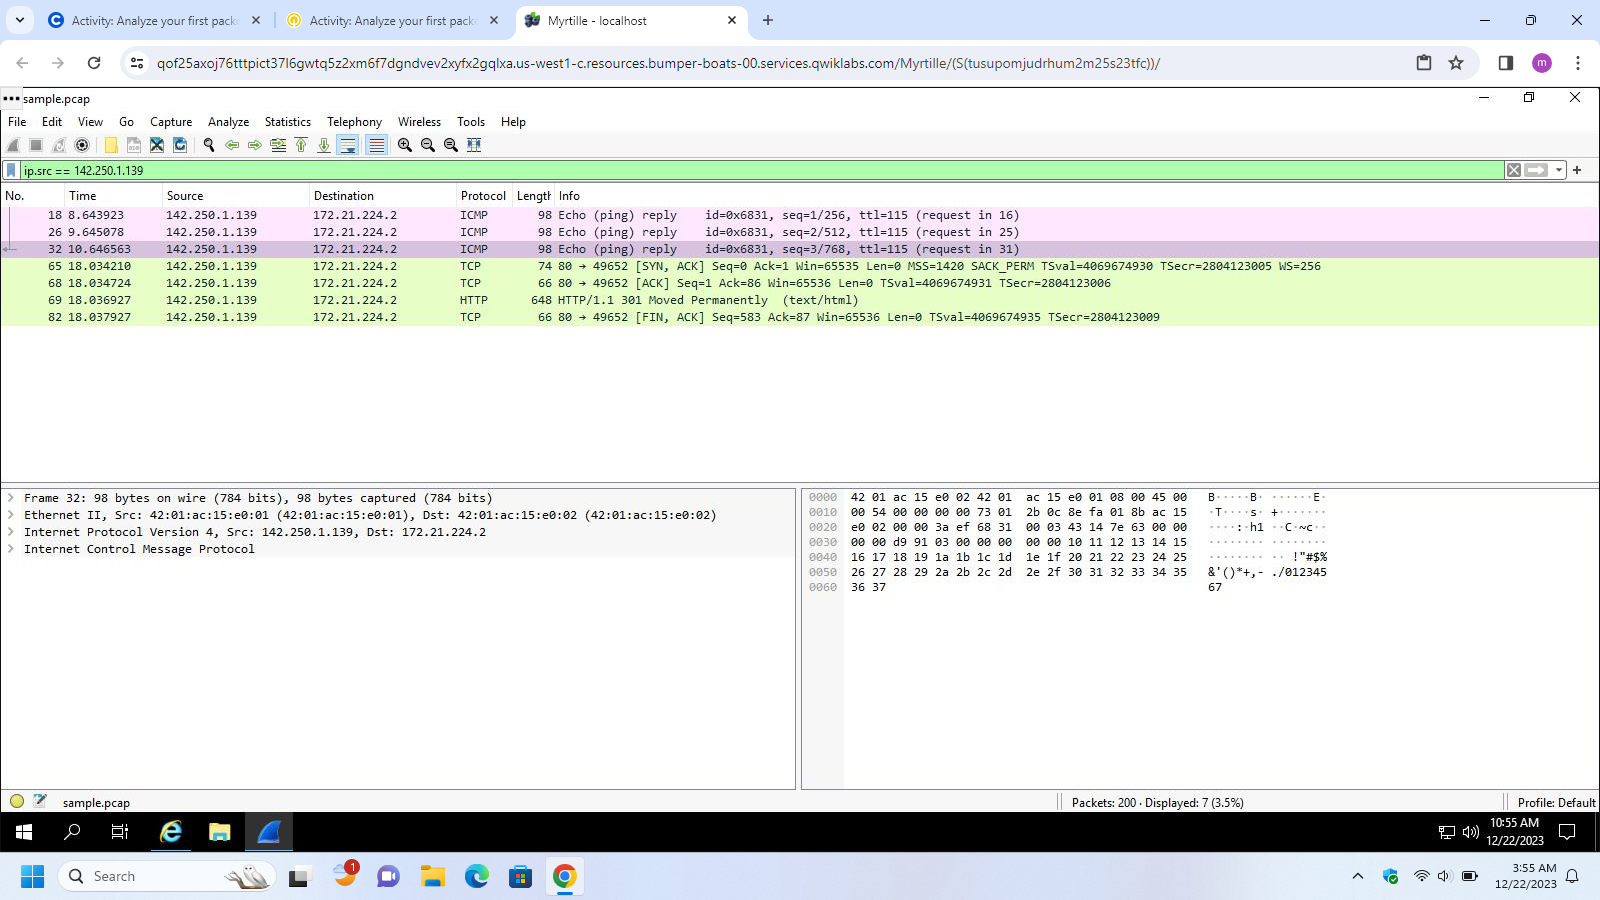 Activity: Analyze your first pack
Activity: Analyze your first pack
Myrtille - localhost
qof25axoj76tttpict37l6gwtq5z2xm6f7dgndvev2xyfx2gqlxa.us-west1-c.resources.bumper-boats-00.services.qwiklabs.com/Myrtille/(S(tusupomjudrhum2m25s23tfc))/
m
sample.pcap
File Edit View Go Capture Analyze Statistics Telephony Wireless Tools Help
ip.src == 142.250.1.139
No. Time Source Destination Protocol Length Info
18 8.643923 142.250.1.139 172.21.224.2 ICMP 98 Echo (ping) reply id=0x6831, seq=1/256, ttl=115 (request in 16)
26 9.645078 142.250.1.139 172.21.224.2 ICMP 98 Echo (ping) reply id=0x6831, seq=2/512, ttl=115 (request in 25)
32 10.646563 142.250.1.139 172.21.224.2 ICMP 98 Echo (ping) reply id=0x6831, seq=3/768, ttl=115 (request in 31)
65 18.034210 142.250.1.139 172.21.224.2 TCP 74 80 → 49652 [SYN, ACK] Seq=0 Ack=1 Win=65535 Len=0 MSS=1420 SACK_PERM TSval=4069674930 TSecr=2804123005 WS=256
68 18.034724 142.250.1.139 172.21.224.2 TCP 66 80 → 49652 [ACK] Seq=1 Ack=86 Win=65536 Len=0 TSval=4069674931 TSecr=2804123006
69 18.036927 142.250.1.139 172.21.224.2 HTTP 648 HTTP/1.1 301 Moved Permanently (text/html)
82 18.037927 142.250.1.139 172.21.224.2 TCP 66 80 → 49652 [FIN, ACK] Seq=583 Ack=87 Win=65536 Len=0 TSval=4069674935 TSecr=2804123009
Frame 32: 98 bytes on wire (784 bits), 98 bytes captured (784 bits)
Ethernet II, Src: 42:01:ac:15:e0:01 (42:01:ac:15:e0:01), Dst: 42:01:ac:15:e0:02 (42:01:ac:15:e0:02)
Internet Protocol Version 4, Src: 142.250.1.139, Dst: 172.21.224.2
Internet Control Message Protocol
0000 42 01 ac 15 e0 02 42 01 ac 15 e0 01 08 00 45 00 B·····B· ······E·
0010 00 54 00 00 00 00 73 01 2b 0c 8e fa 01 8b ac 15 ·T····s· +·······
0020 e0 02 00 00 3a ef 68 31 00 03 43 14 7e 63 00 00 ····:·h1 ··C·~c··
0030 00 00 d9 91 03 00 00 00 00 00 10 11 12 13 14 15 ········ ········
0040 16 17 18 19 1a 1b 1c 1d 1e 1f 20 21 22 23 24 25 ········ ·· !"#$%
0050 26 27 28 29 2a 2b 2c 2d 2e 2f 30 31 32 33 34 35 &'()*+,- ./012345
0060 36 37 67
sample.pcap
Packets: 200 · Displayed: 7 (3.5%)
Profile: Default
10:55 AM
12/22/2023
Search
1
3:55 AM
12/22/2023